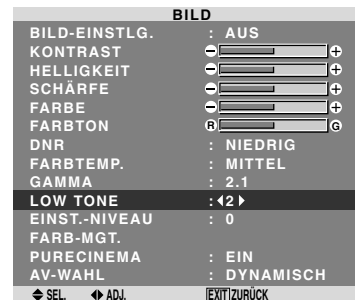 BILD
BILD-EINSTLG. : AUS
KONTRAST
HELLIGKEIT
SCHÄRFE
FARBE
FARBTON R G
DNR : NIEDRIG
FARBTEMP. : MITTEL
GAMMA : 2.1
LOW TONE : 2
EINST.-NIVEAU : 0
FARB-MGT.
PURECINEMA : EIN
AV-WAHL : DYNAMISCH
SEL. ADJ. EXIT ZURÜCK